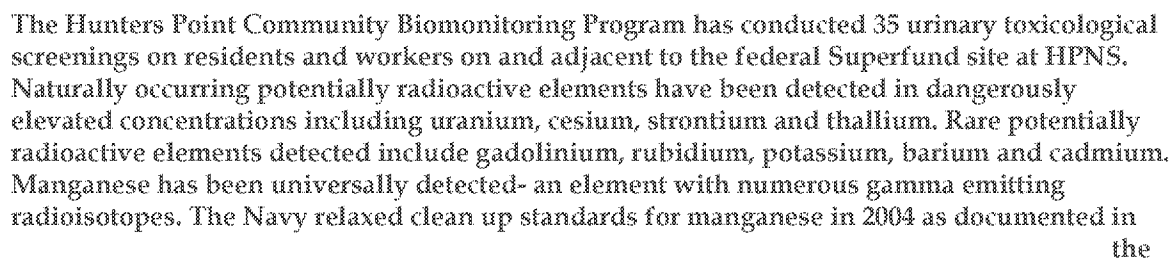 The Hunters Point Community Biomonitoring Program has conducted 35 urinary toxicological
screenings on residents and workers on and adjacent to the federal Superfund site at HPNS.
Naturally occurring potentially radioactive elements have been detected in dangerously
elevated concentrations including uranium, cesium, strontium and thallium. Rare potentially
radioactive elements detected include gadolinium, rubidium, potassium, barium and cadmium.
Manganese has been universally detected- an element with numerous gamma emitting
radioisotopes. The Navy relaxed clean up standards for manganese in 2004 as documented in
the